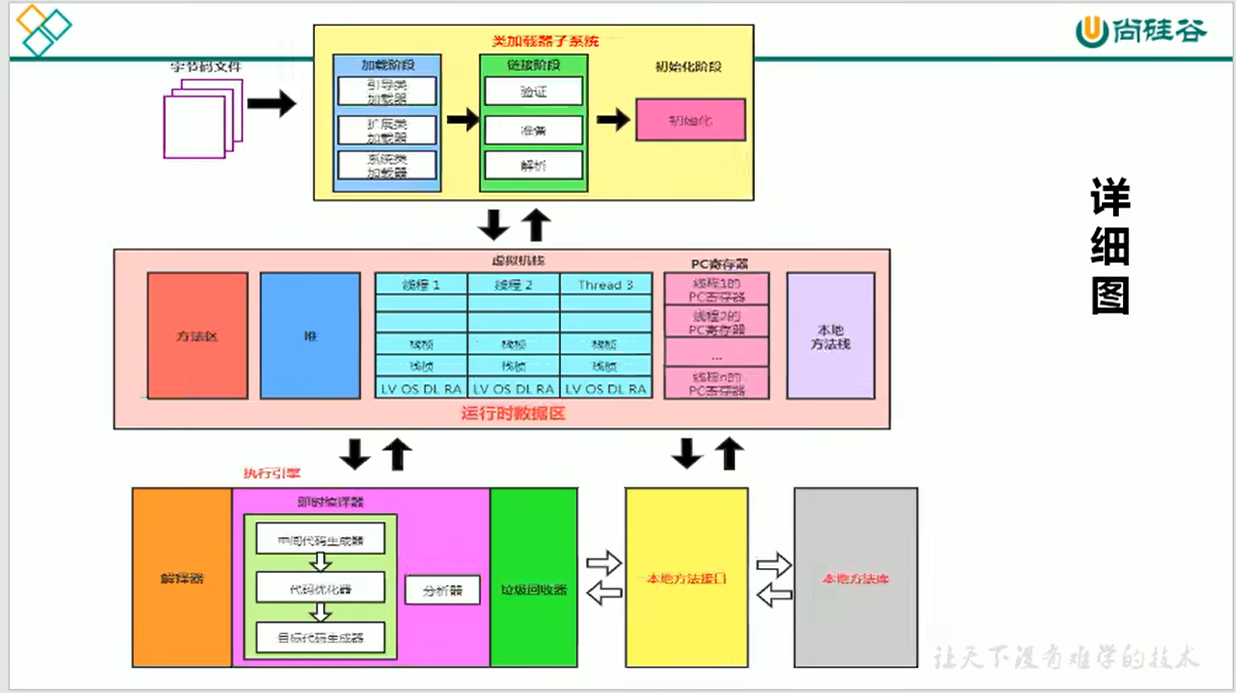 尚硅谷
类加载器子系统
字节码文件
加载阶段
引导类
加载器
扩展类
加载器
系统类
加载器
链接阶段
验证
准备
解析
初始化阶段
初始化
详
细
图
虚拟机栈
PC寄存器
方法区
堆
线程 1
线程 2
Thread 3
栈帧
栈帧
栈帧
栈帧
栈帧
栈帧
LV OS DL RA
LV OS DL RA
LV OS DL RA
线程1的
PC寄存器
线程2的
PC寄存器
...
线程n的
PC寄存器
本地
方法栈
运行时数据区
执行引擎
解释器
即时编译器
中间代码生成器
代码优化器
目标代码生成器
分析器
垃圾回收器
本地方法接口
本地方法库
让天下没有难学的技术